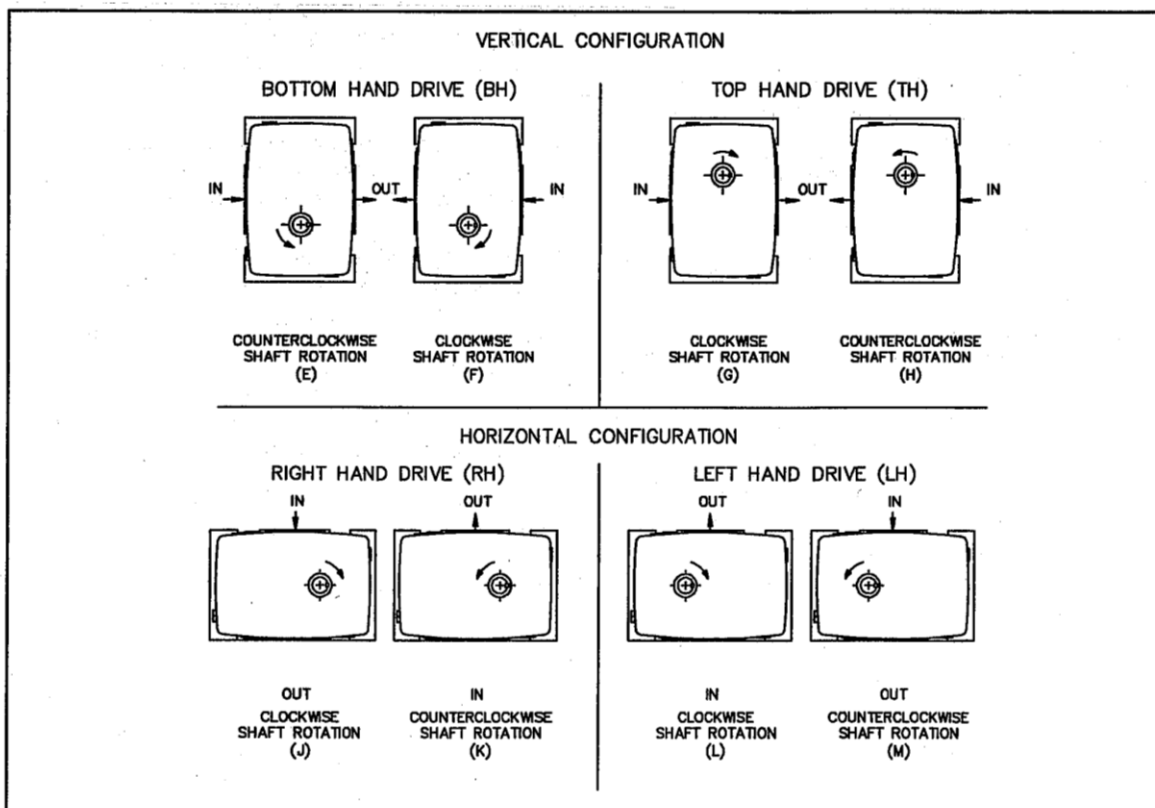 VERTICAL CONFIGURATION
BOTTOM HAND DRIVE (BH)
IN
OUT
IN
COUNTERCLOCKWISE
SHAFT ROTATION
(E)
CLOCKWISE
SHAFT ROTATION
(F)
TOP HAND DRIVE (TH)
IN
OUT
IN
CLOCKWISE
SHAFT ROTATION
(G)
COUNTERCLOCKWISE
SHAFT ROTATION
(H)
HORIZONTAL CONFIGURATION
RIGHT HAND DRIVE (RH)
IN
OUT
OUT
CLOCKWISE
SHAFT ROTATION
(J)
IN
COUNTERCLOCKWISE
SHAFT ROTATION
(K)
LEFT HAND DRIVE (LH)
OUT
IN
IN
CLOCKWISE
SHAFT ROTATION
(L)
OUT
COUNTERCLOCKWISE
SHAFT ROTATION
(M)